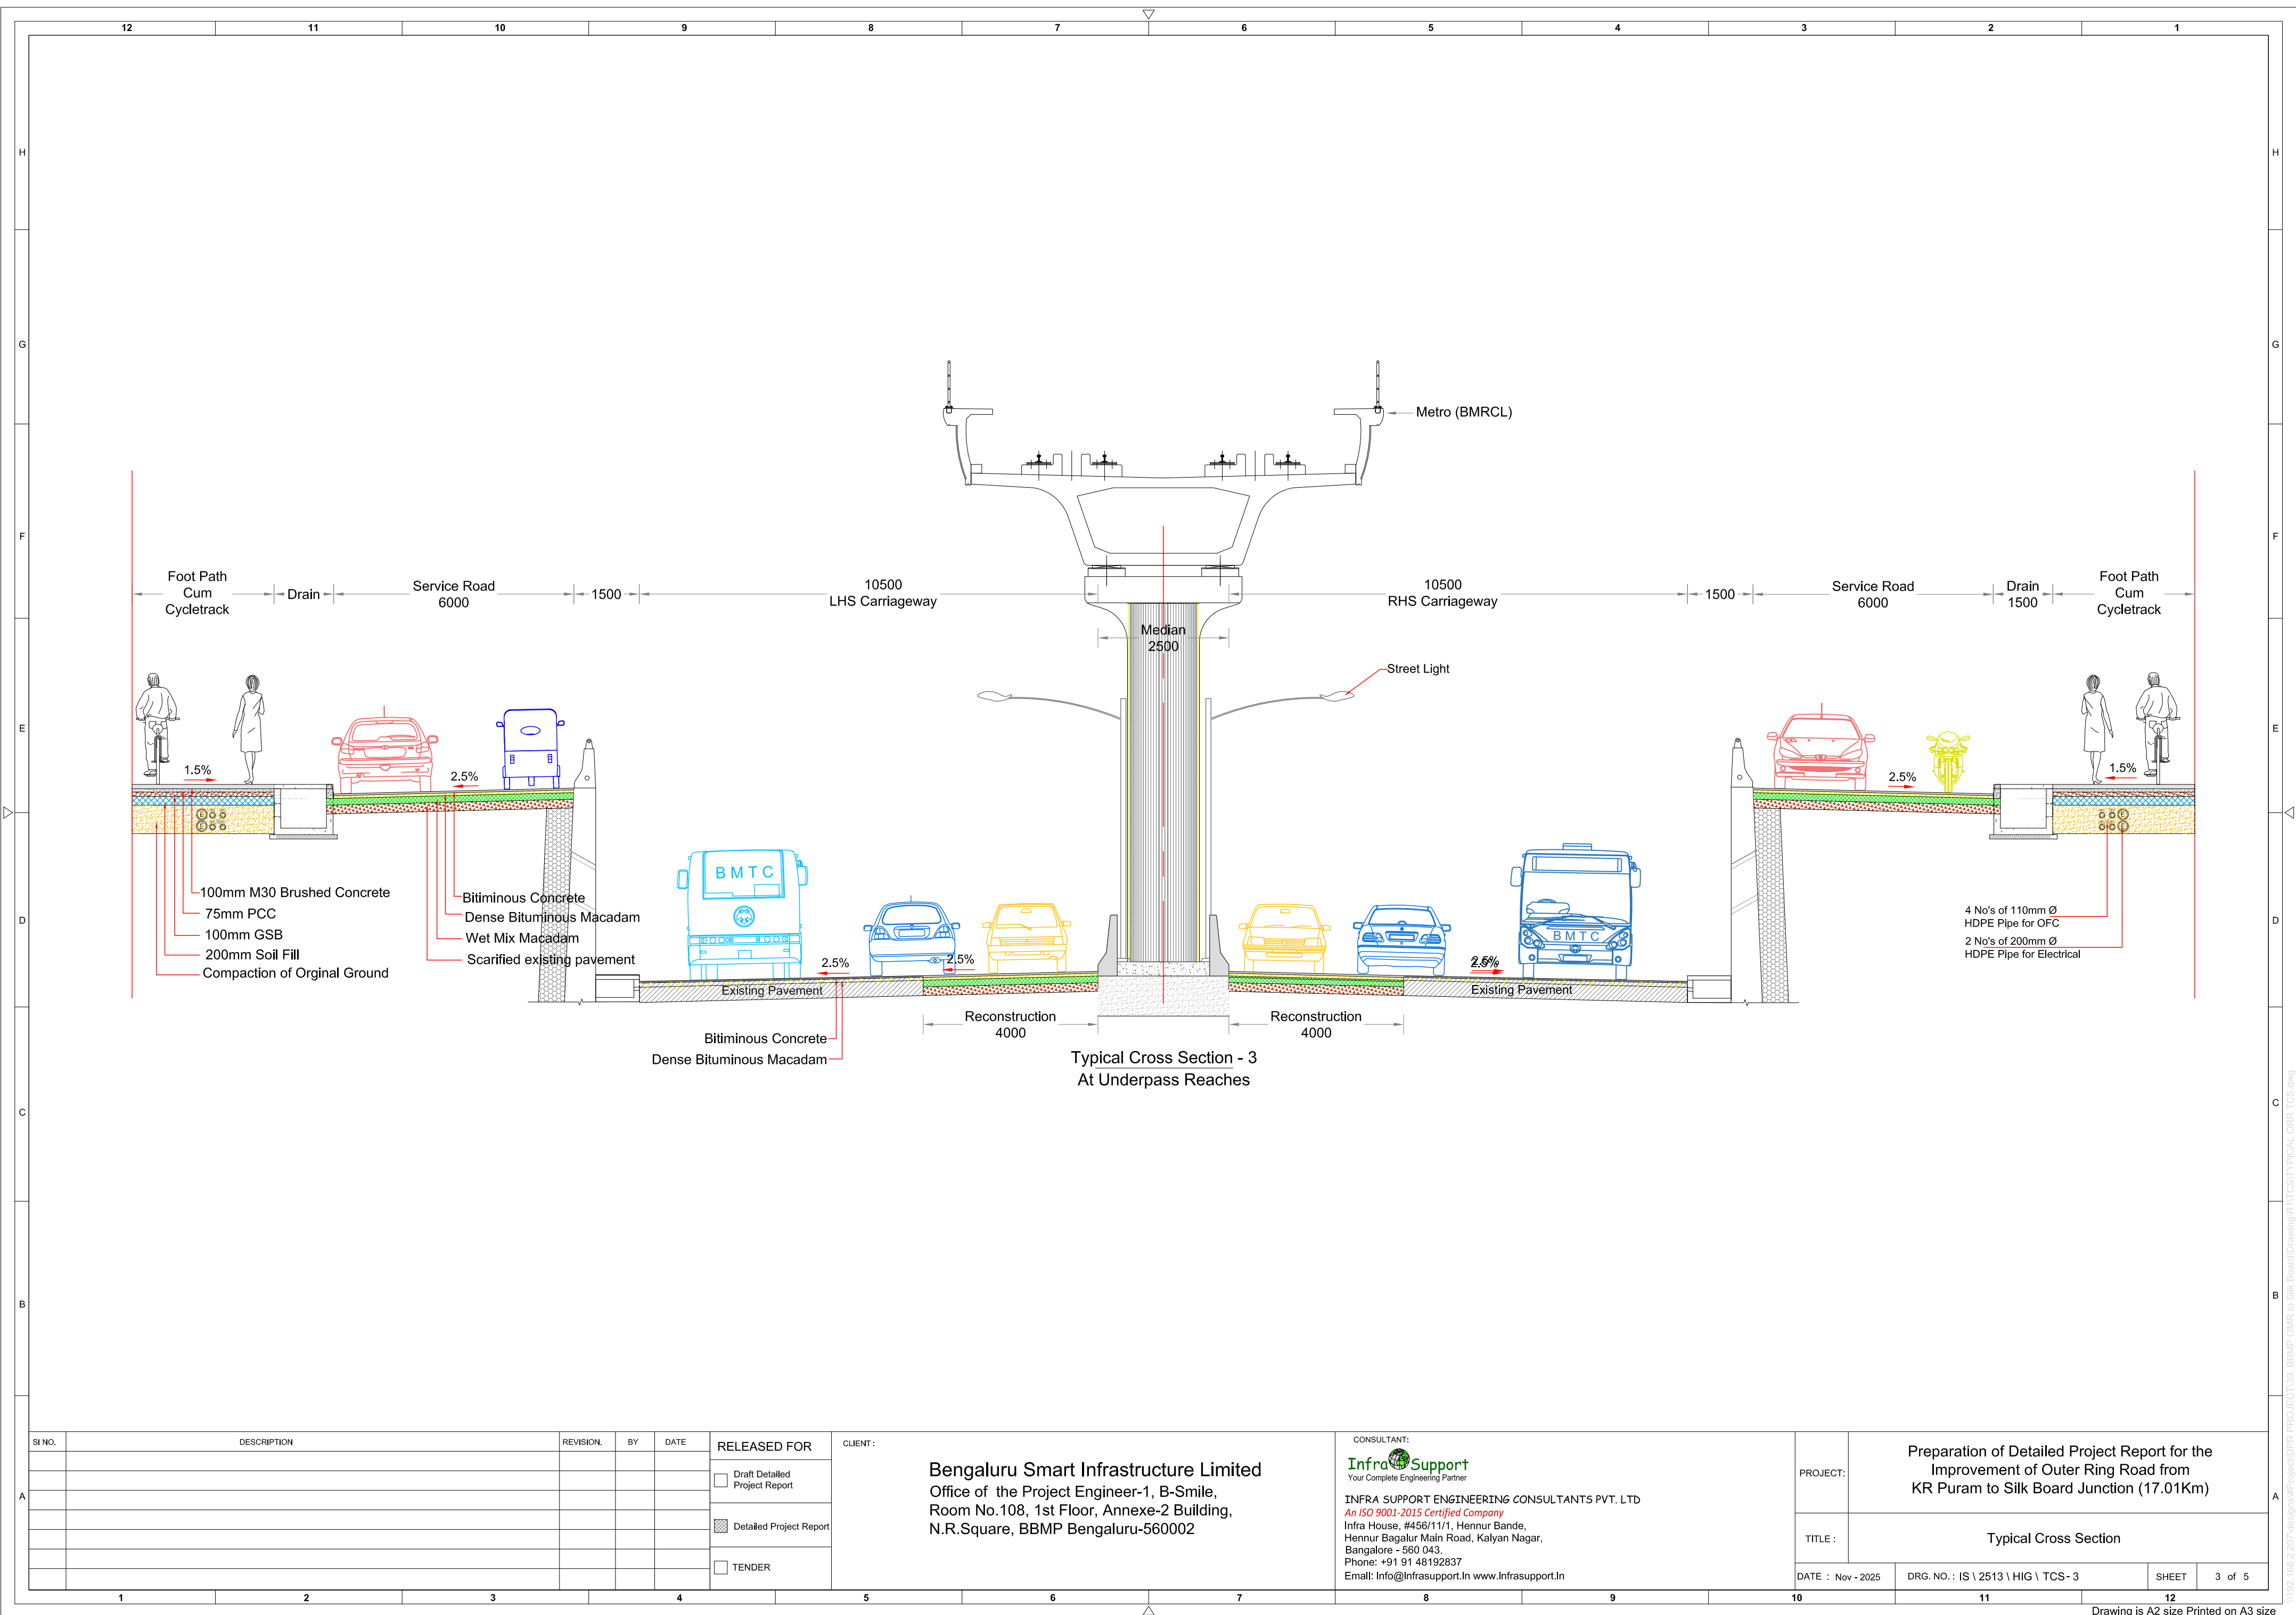 12 11 10 9 8 7 6 5 4 3 2 1
H
H
G
G
Metro (BMRCL)
F
F
Foot Path
Cum
Cycletrack
Drain
Service Road
6000
1500
10500
LHS Carriageway
Median
2500
10500
RHS Carriageway
1500
Service Road
6000
Drain
1500
Foot Path
Cum
Cycletrack
Street Light
E
E
1.5%
2.5%
2.5%
1.5%
E
E
E
E
100mm M30 Brushed Concrete
75mm PCC
100mm GSB
200mm Soil Fill
Compaction of Orginal Ground
Bitiminous Concrete
Dense Bituminous Macadam
Wet Mix Macadam
Scarified existing pavement
B M T C
B M T C
D
D
4 No's of 110mm Ø
HDPE Pipe for OFC
2 No's of 200mm Ø
HDPE Pipe for Electrical
2.5%
2.5%
2.5%
Existing Pavement
Existing Pavement
Reconstruction
4000
Reconstruction
4000
Bitiminous Concrete
Dense Bituminous Macadam
Typical Cross Section - 3
At Underpass Reaches
C
C
B
B
A
A
SI NO. DESCRIPTION REVISION. BY DATE
RELEASED FOR
Draft Detailed
Project Report
Detailed Project Report
TENDER
CLIENT :
Bengaluru Smart Infrastructure Limited
Office of the Project Engineer-1, B-Smile,
Room No.108, 1st Floor, Annexe-2 Building,
N.R.Square, BBMP Bengaluru-560002
CONSULTANT:
Infra Support
Your Complete Engineering Partner
INFRA SUPPORT ENGINEERING CONSULTANTS PVT. LTD
An ISO 9001-2015 Certified Company
Infra House, #456/11/1, Hennur Bande,
Hennur Bagalur Main Road, Kalyan Nagar,
Bangalore - 560 043.
Phone: +91 91 48192837
Email: Info@Infrasupport.In www.Infrasupport.In
PROJECT:
Preparation of Detailed Project Report for the
Improvement of Outer Ring Road from
KR Puram to Silk Board Junction (17.01Km)
TITLE :
Typical Cross Section
DATE : Nov - 2025
DRG. NO. : IS \ 2513 \ HIG \ TCS- 3
SHEET
3 of 5
1 2 3 4 5 6 7 8 9 10 11 12
Drawing is A2 size Printed on A3 size